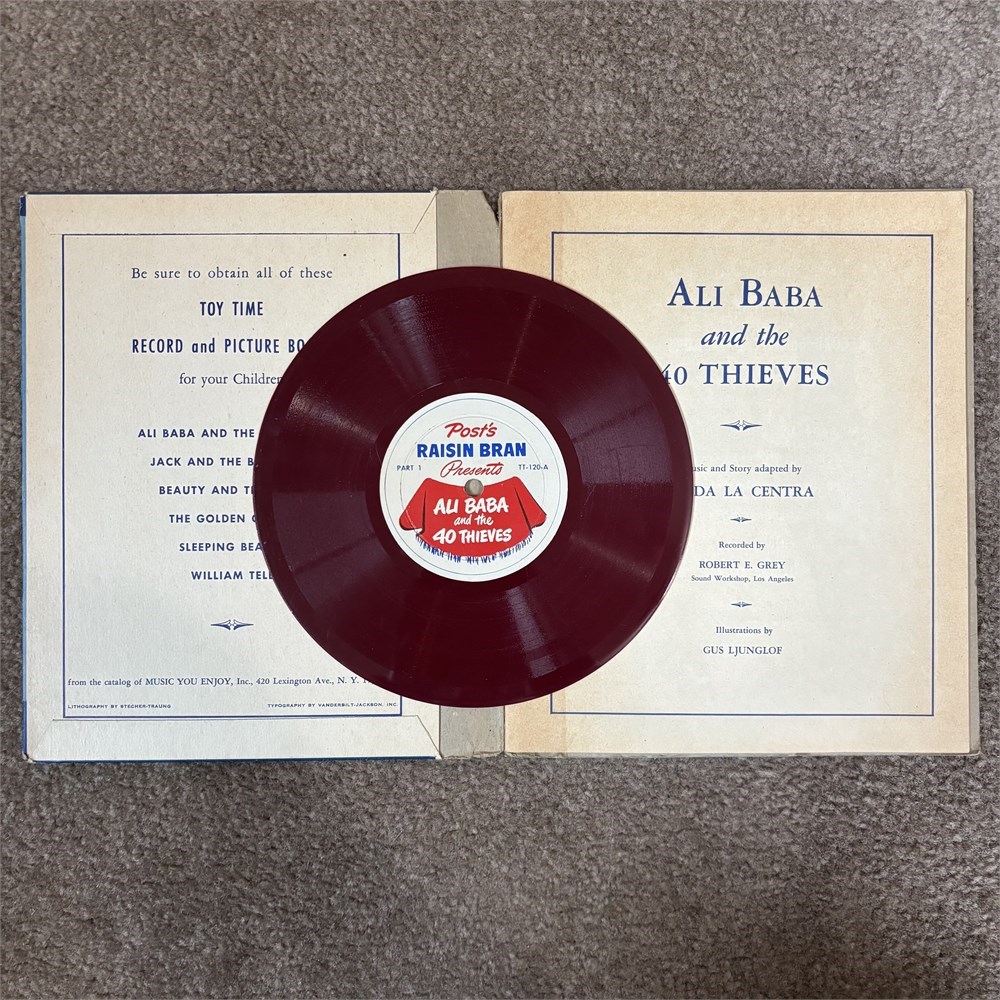 Be sure to obtain all of these
TOY TIME
RECORD and PICTURE BO
for your Children
ALI BABA AND THE
JACK AND THE B
BEAUTY AND T
THE GOLDEN
SLEEPING BEA
WILLIAM TELL
from the catalog of MUSIC YOU ENJOY, Inc., 420 Lexington Ave., N. Y.
LITHOGRAPHY BY STECHER-TRAUNG
TYPOGRAPHY BY VANDERBILT-JACKSON, INC.
Post's
RAISIN BRAN
PART 1
Presents
TT-120-A
ALI BABA
and the
40 THIEVES
ALI BABA
and the
40 THIEVES
usic and Story adapted by
DA LA CENTRA
Recorded by
ROBERT E. GREY
Sound Workshop, Los Angeles
Illustrations by
GUS LJUNGLOF